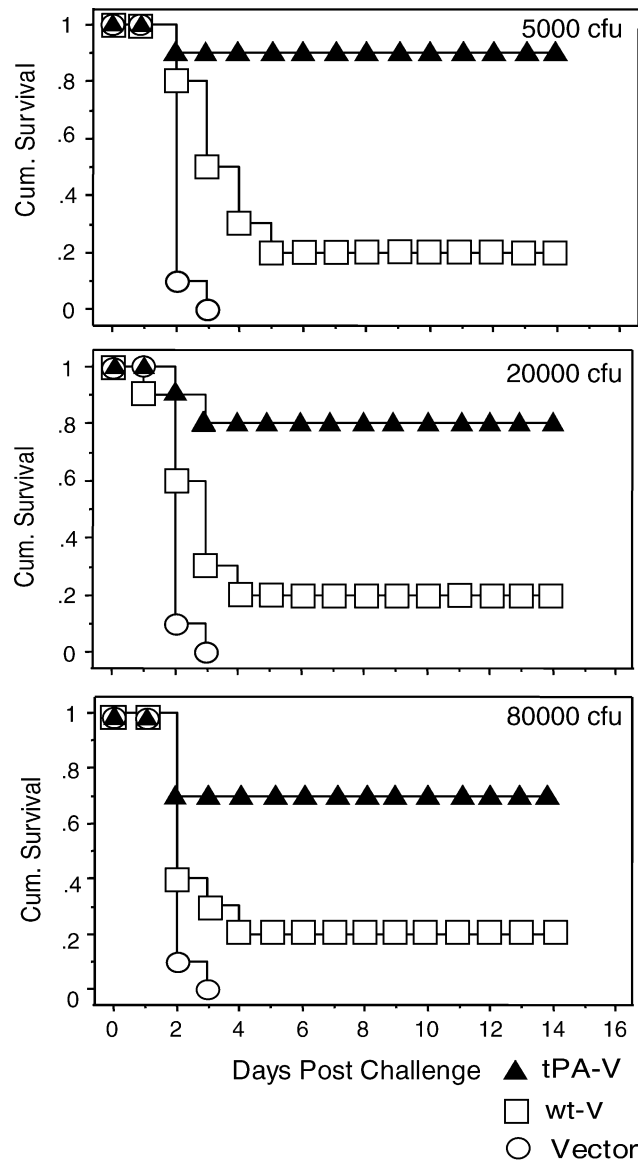 5000 cfu
Cum. Survival
1
.8
.6
.4
.2
0
20000 cfu
Cum. Survival
1
.8
.6
.4
.2
0
80000 cfu
Cum. Survival
1
.8
.6
.4
.2
0
0 2 4 6 8 10 12 14 16
Days Post Challenge
tPA-V
wt-V
Vector